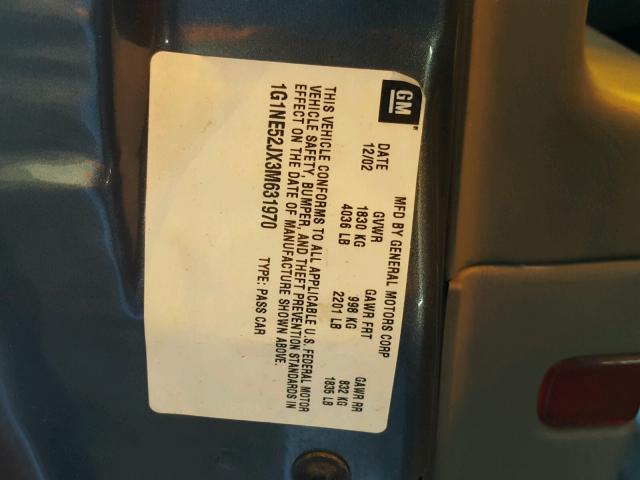 GM
MFD BY GENERAL MOTORS CORP
DATE GVWR GAWR FRT GAWR RR
12/02 1830 KG 998 KG 832 KG
4036 LB 2201 LB 1835 LB
THIS VEHICLE CONFORMS TO ALL APPLICABLE U.S. FEDERAL MOTOR
VEHICLE SAFETY, BUMPER, AND THEFT PREVENTION STANDARDS IN
EFFECT ON THE DATE OF MANUFACTURE SHOWN ABOVE.
1G1NE52JX3M631970 TYPE: PASS CAR